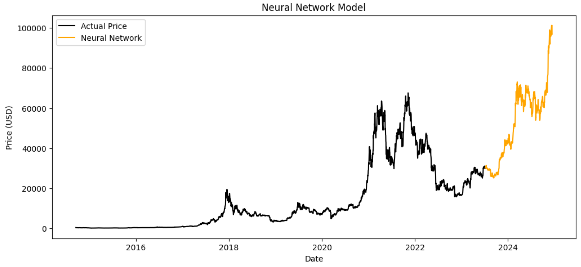 Neural Network Model
Actual Price
Neural Network
100000
80000
60000
40000
20000
0
Price (USD)
2016
2018
2020
2022
2024
Date